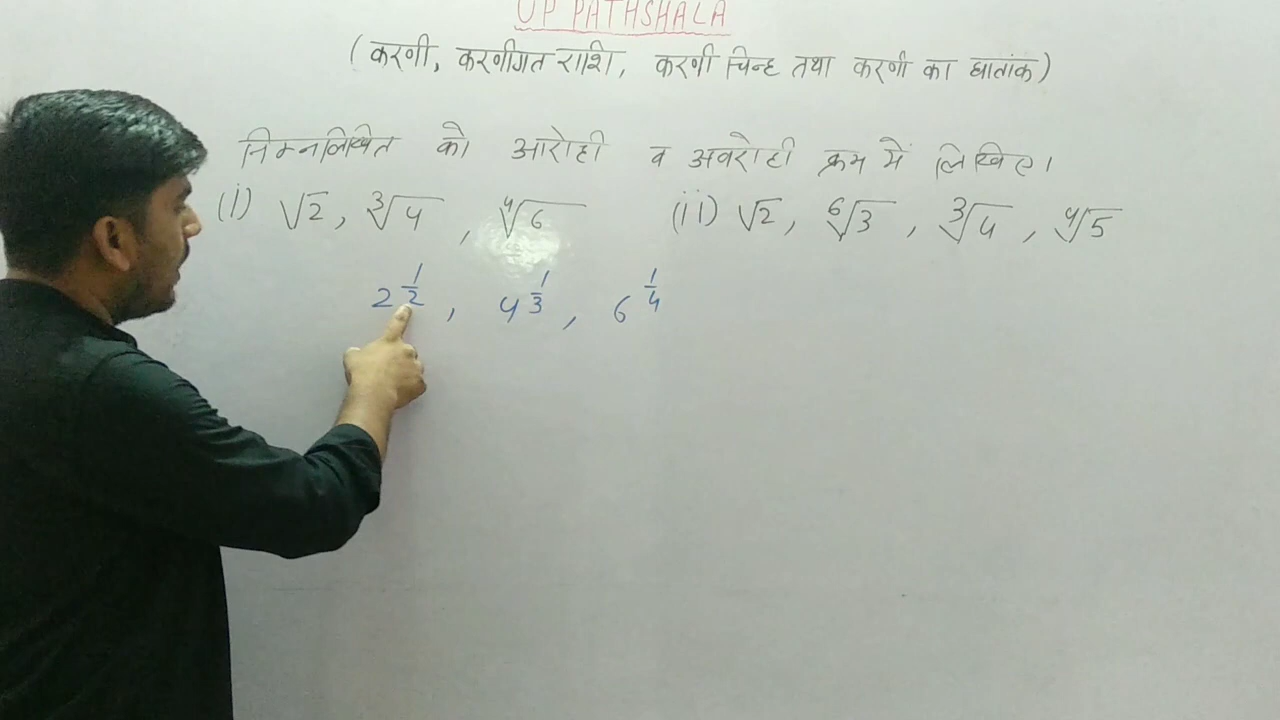 UP PATHSHALA
(करणी, करणीगत राशि, करणी चिन्ह तथा करणी का घातांक)
निम्नलिखित को आरोही व अवरोही क्रम में लिखिए।
(i) √2, ∛4, ∜6 (ii) √2, ⁶√3, ∛4, ∜5
2^{1/2}, 4^{1/3}, 6^{1/4}